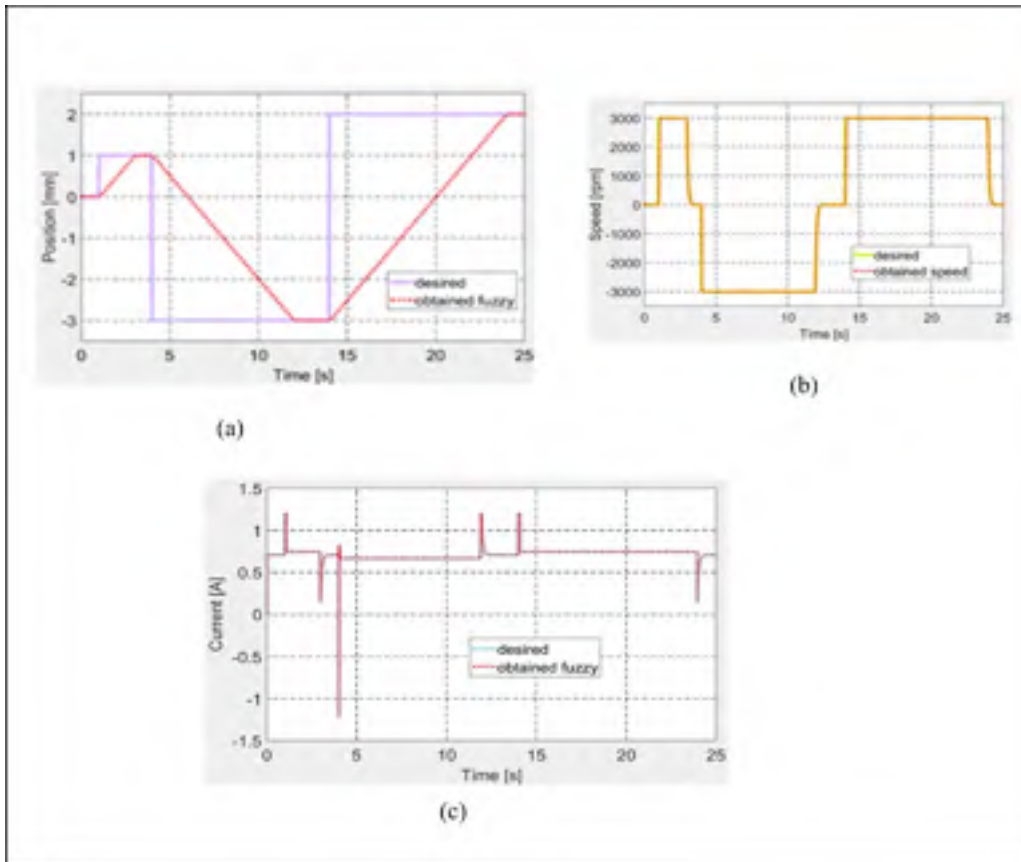 Position [mm]
2
1
0
-1
-2
-3
desired
obtained fuzzy
0 5 10 15 20 25
Time [s]
(a)
Speed [rpm]
3000
2000
1000
0
-1000
-2000
-3000
desired
obtained speed
0 5 10 15 20 25
Time [s]
(b)
Current [A]
1.5
1
0.5
0
-0.5
-1
-1.5
desired
obtained fuzzy
0 5 10 15 20 25
Time [s]
(c)